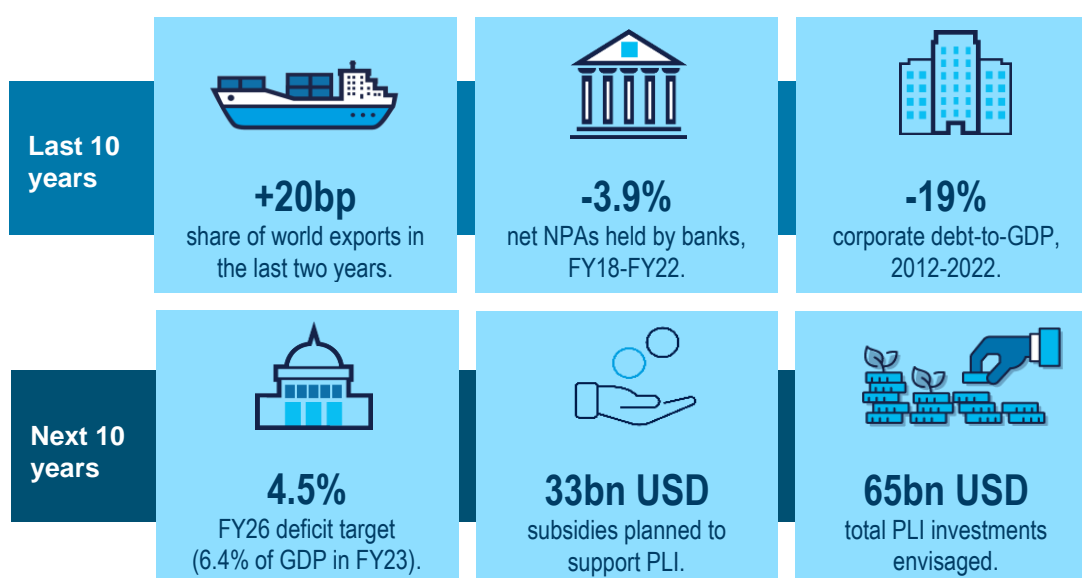 Last 10
years
+20bp
share of world exports in
the last two years.
-3.9%
net NPAs held by banks,
FY18-FY22.
-19%
corporate debt-to-GDP,
2012-2022.
Next 10
years
4.5%
FY26 deficit target
(6.4% of GDP in FY23).
33bn USD
subsidies planned to
support PLI.
65bn USD
total PLI investments
envisaged.